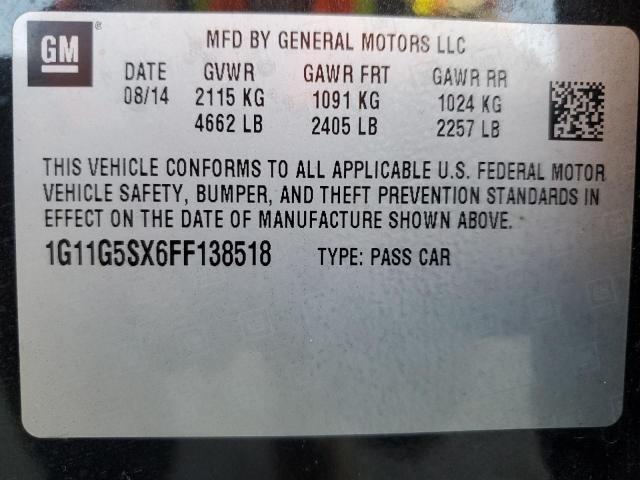 GM ®
MFD BY GENERAL MOTORS LLC
DATE GVWR GAWR FRT GAWR RR
08/14 2115 KG 1091 KG 1024 KG
4662 LB 2405 LB 2257 LB
THIS VEHICLE CONFORMS TO ALL APPLICABLE U.S. FEDERAL MOTOR
VEHICLE SAFETY, BUMPER, AND THEFT PREVENTION STANDARDS IN
EFFECT ON THE DATE OF MANUFACTURE SHOWN ABOVE.
1G11G5SX6FF138518 TYPE: PASS CAR